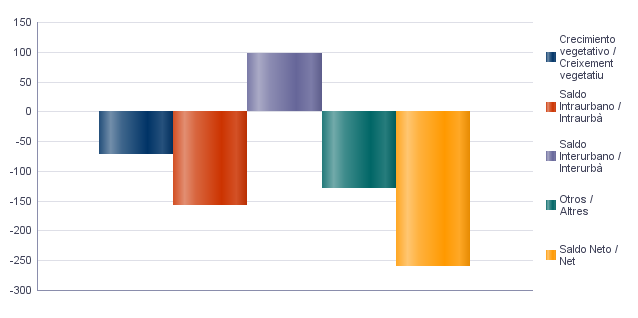 150
100
50
0
-50
-100
-150
-200
-250
-300
Crecimiento
vegetativo /
Creixement
vegetatiu
Saldo
Intraurbano /
Intraurbà
Saldo
Interurbano /
Interurbà
Otros /
Altres
Saldo Neto /
Net